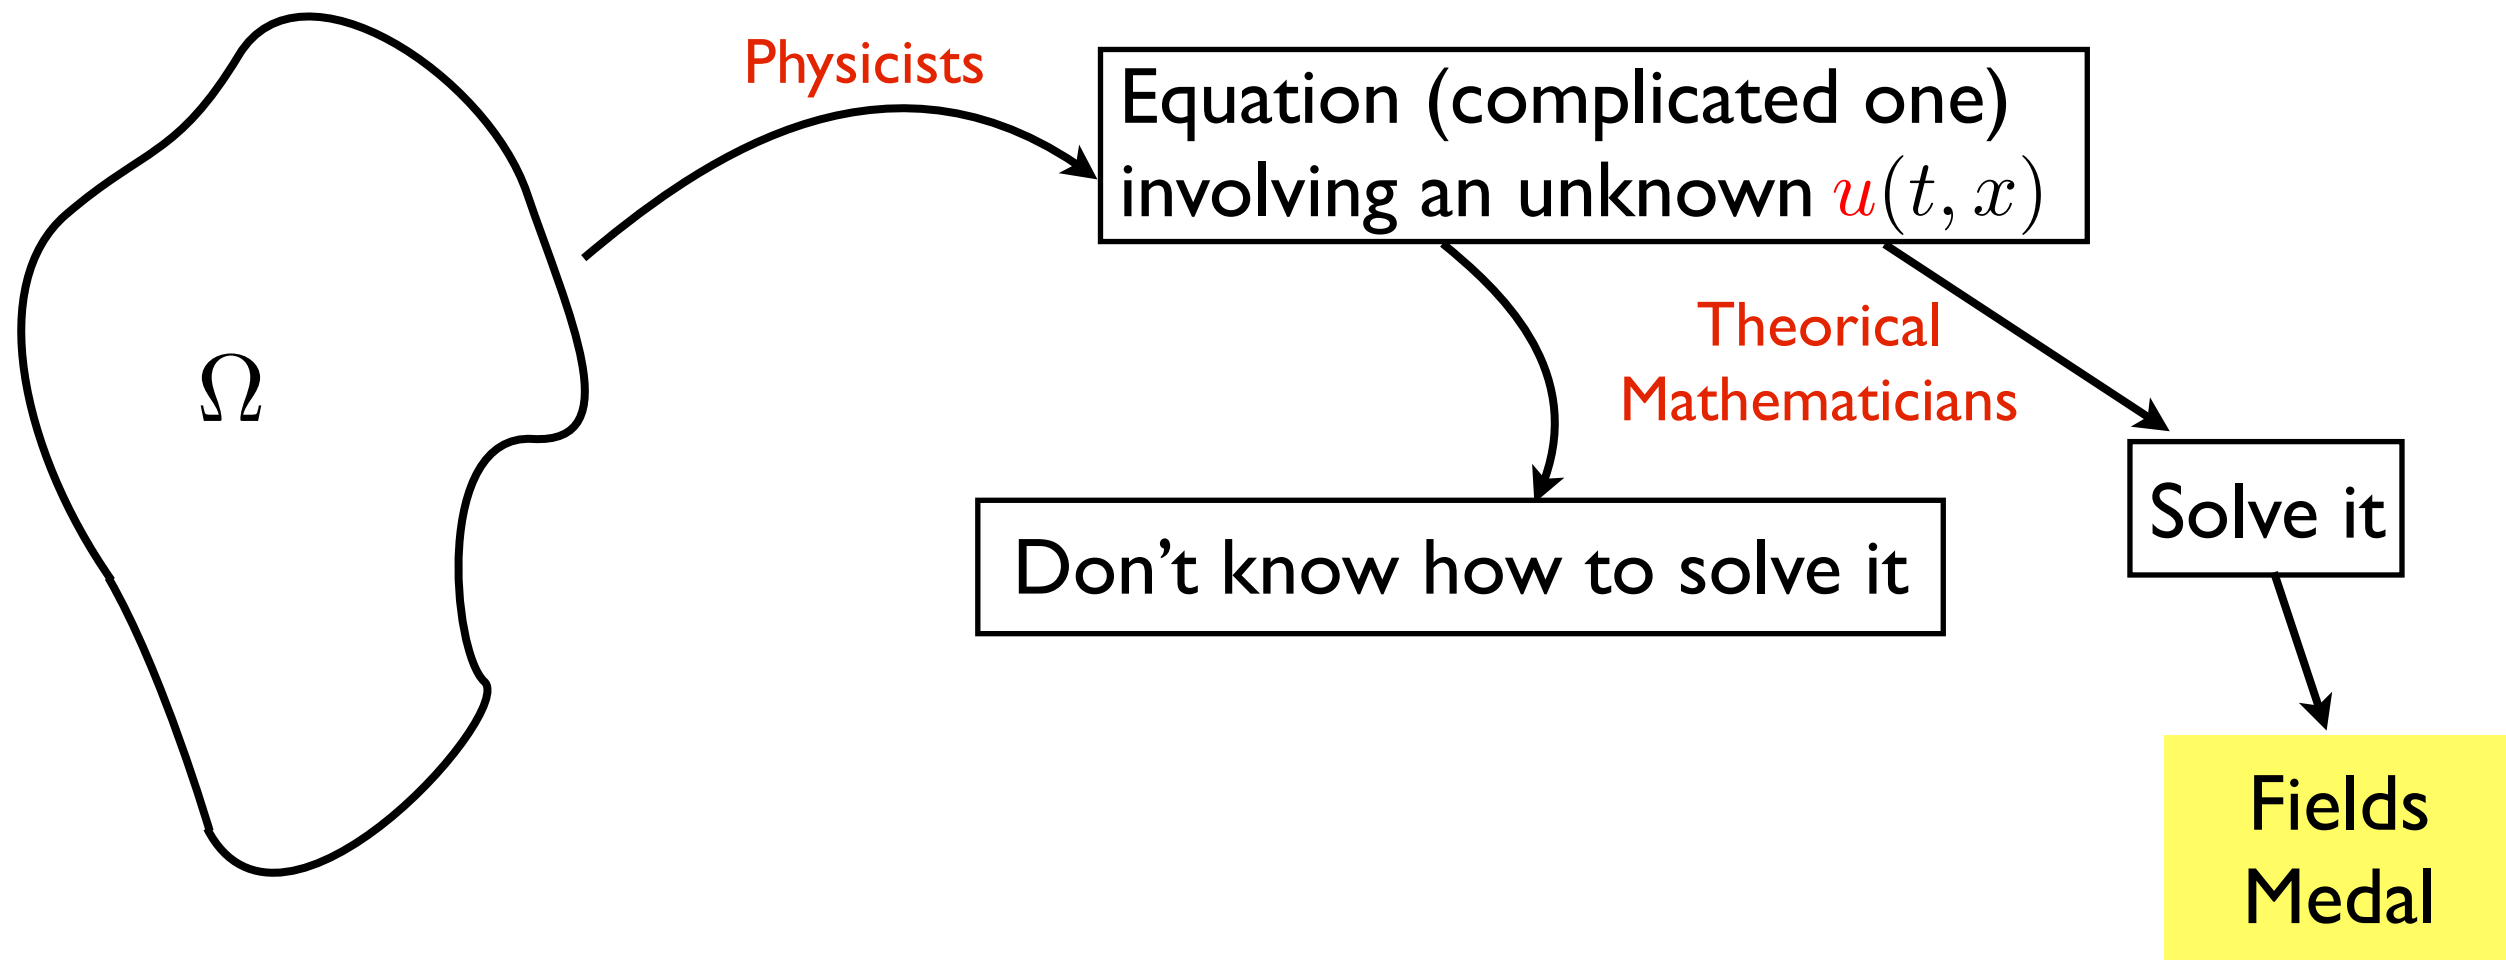 Physicists
Equation (complicated one)
involving an unknown u(t, x)
Theorical
Mathematicians
Ω
Solve it
Don't know how to solve it
Fields
Medal